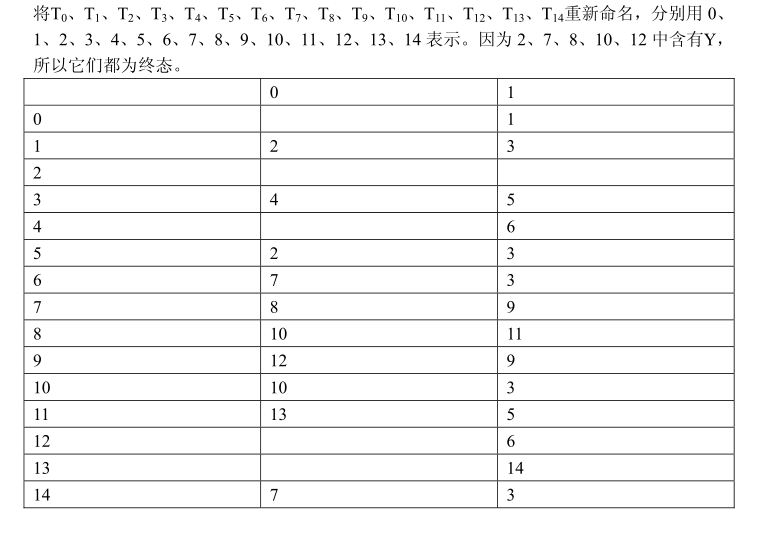 将T₀、T₁、T₂、T₃、T₄、T₅、T₆、T₇、T₈、T₉、T₁₀、T₁₁、T₁₂、T₁₃、T₁₄重新命名，分别用 0、
1、2、3、4、5、6、7、8、9、10、11、12、13、14 表示。因为 2、7、8、10、12 中含有Y，
所以它们都为终态。
0 1
0 1
1 2 3
2
3 4 5
4 6
5 2 3
6 7 3
7 8 9
8 10 11
9 12 9
10 10 3
11 13 5
12 6
13 14
14 7 3